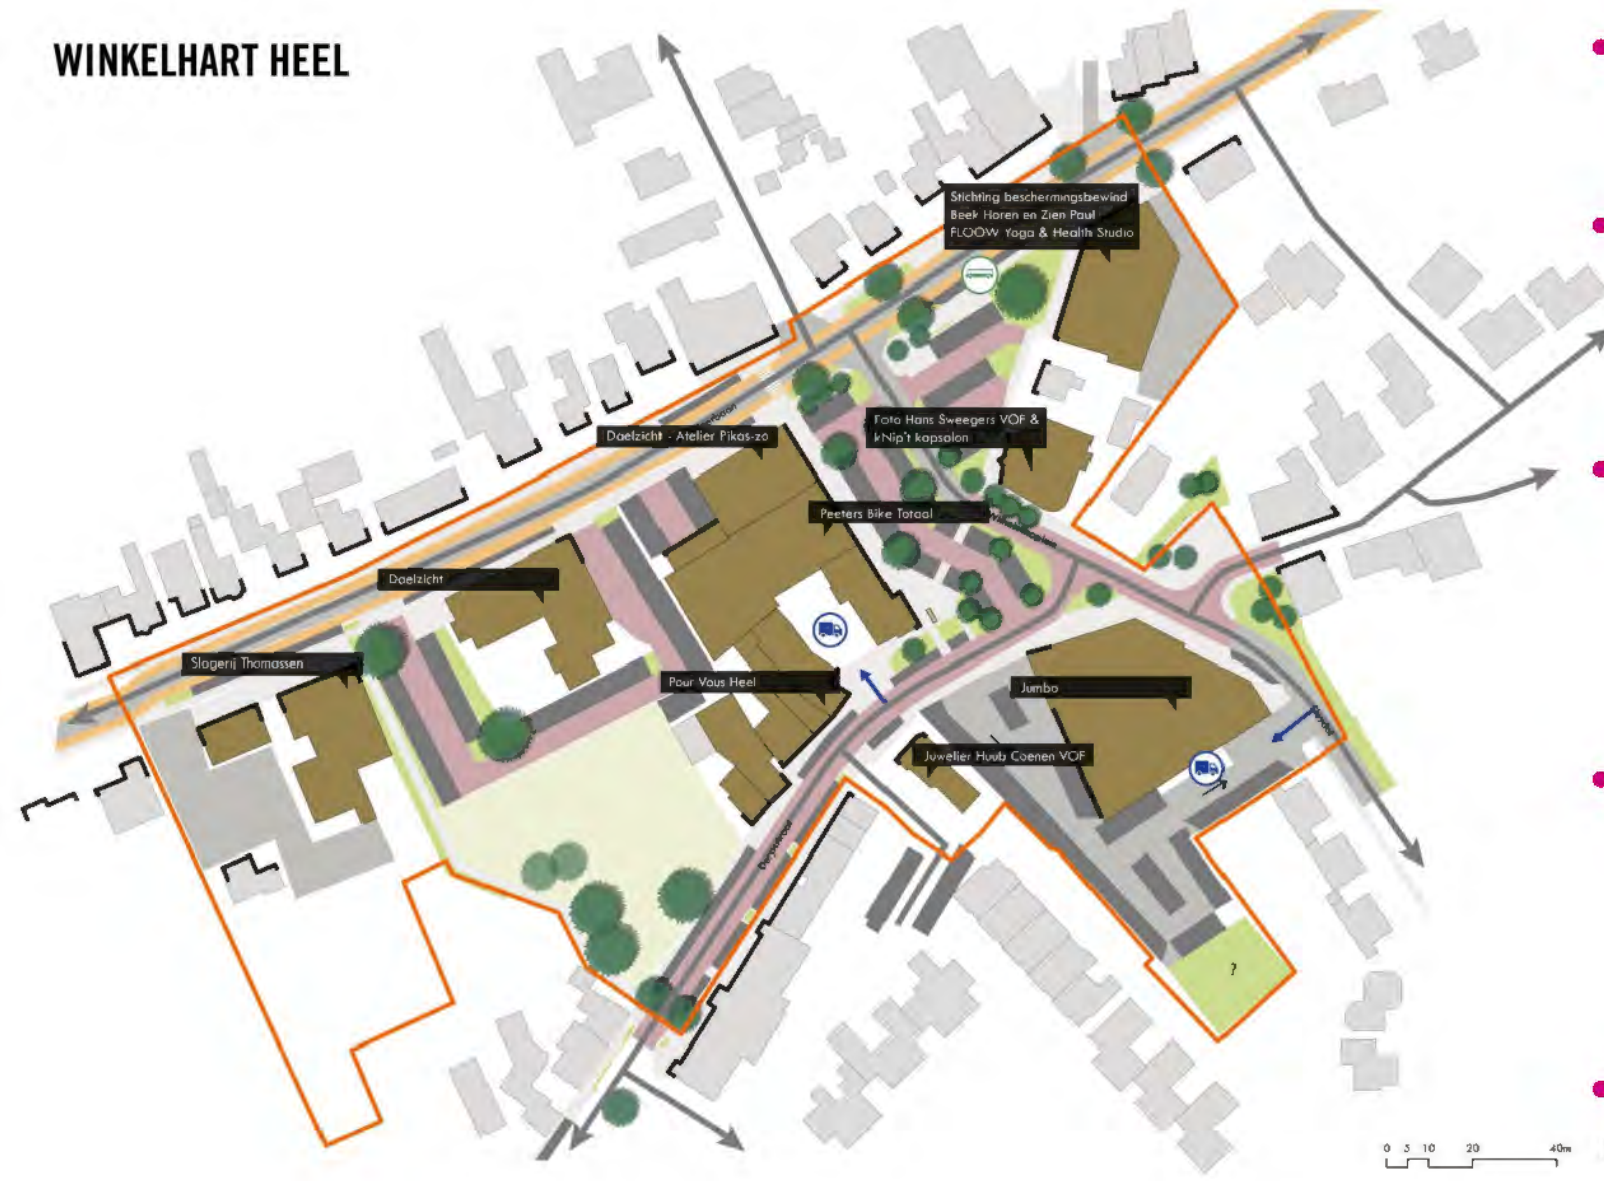 WINKELHART HEEL
Stichting beschermingsbewind
Beek Horen en Zien Paul
FLOOW Yoga & Health Studio
Foto Hans Sweegers VOF &
kNip't kapsalon
Daelzicht - Atelier Pikas-zo
Peeters Bike Totaal
Daelzicht
Slagerij Thomassen
Pour Vous Heel
Jumbo
Juwelier Huub Coenen VOF
Dorpsstraat
?
0 5 10 20 40m